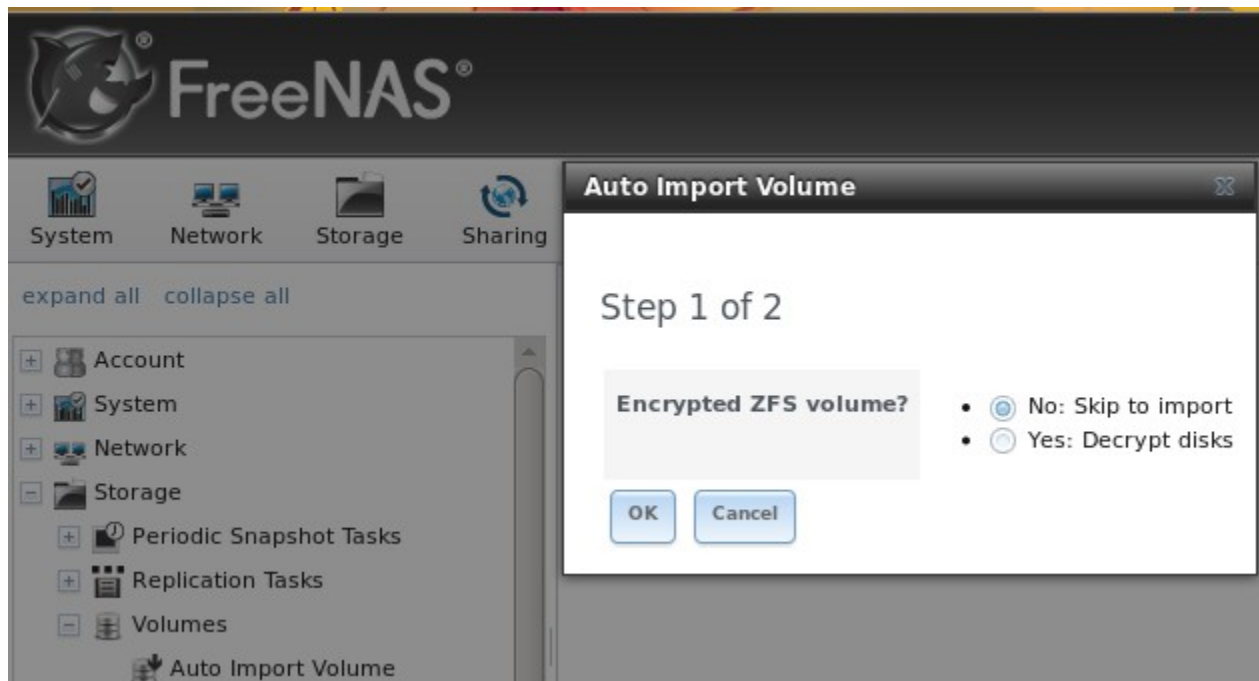 FreeNAS®
System
Network
Storage
Sharing
expand all collapse all
Account
System
Network
Storage
Periodic Snapshot Tasks
Replication Tasks
Volumes
Auto Import Volume
Auto Import Volume
Step 1 of 2
Encrypted ZFS volume?
• No: Skip to import
• Yes: Decrypt disks
OK
Cancel